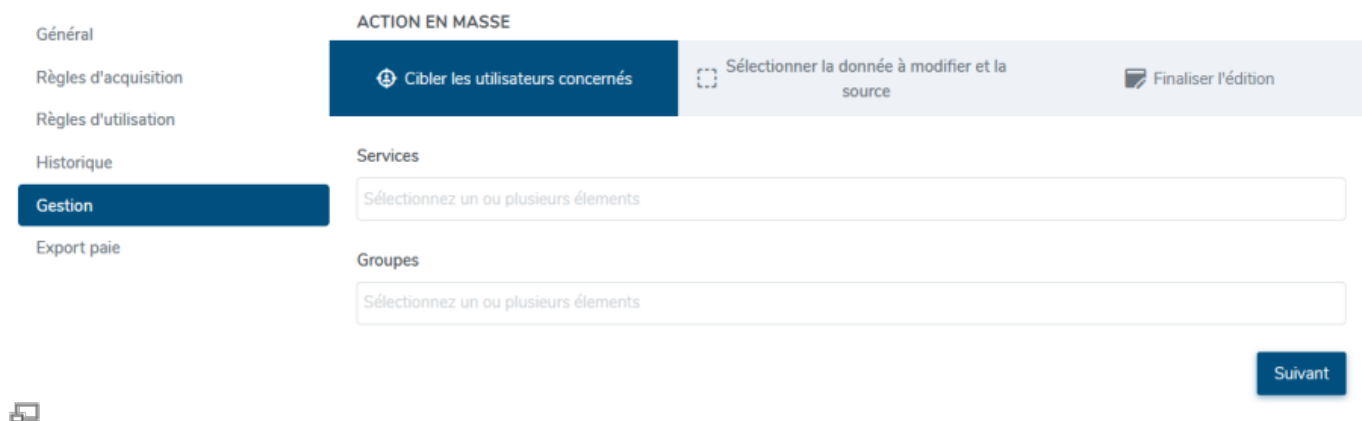 Général
Règles d'acquisition
Règles d'utilisation
Historique
Gestion
Export paie
ACTION EN MASSE
Cibler les utilisateurs concernés
Sélectionner la donnée à modifier et la
source
Finaliser l'édition
Services
Sélectionnez un ou plusieurs élements
Groupes
Sélectionnez un ou plusieurs élements
Suivant